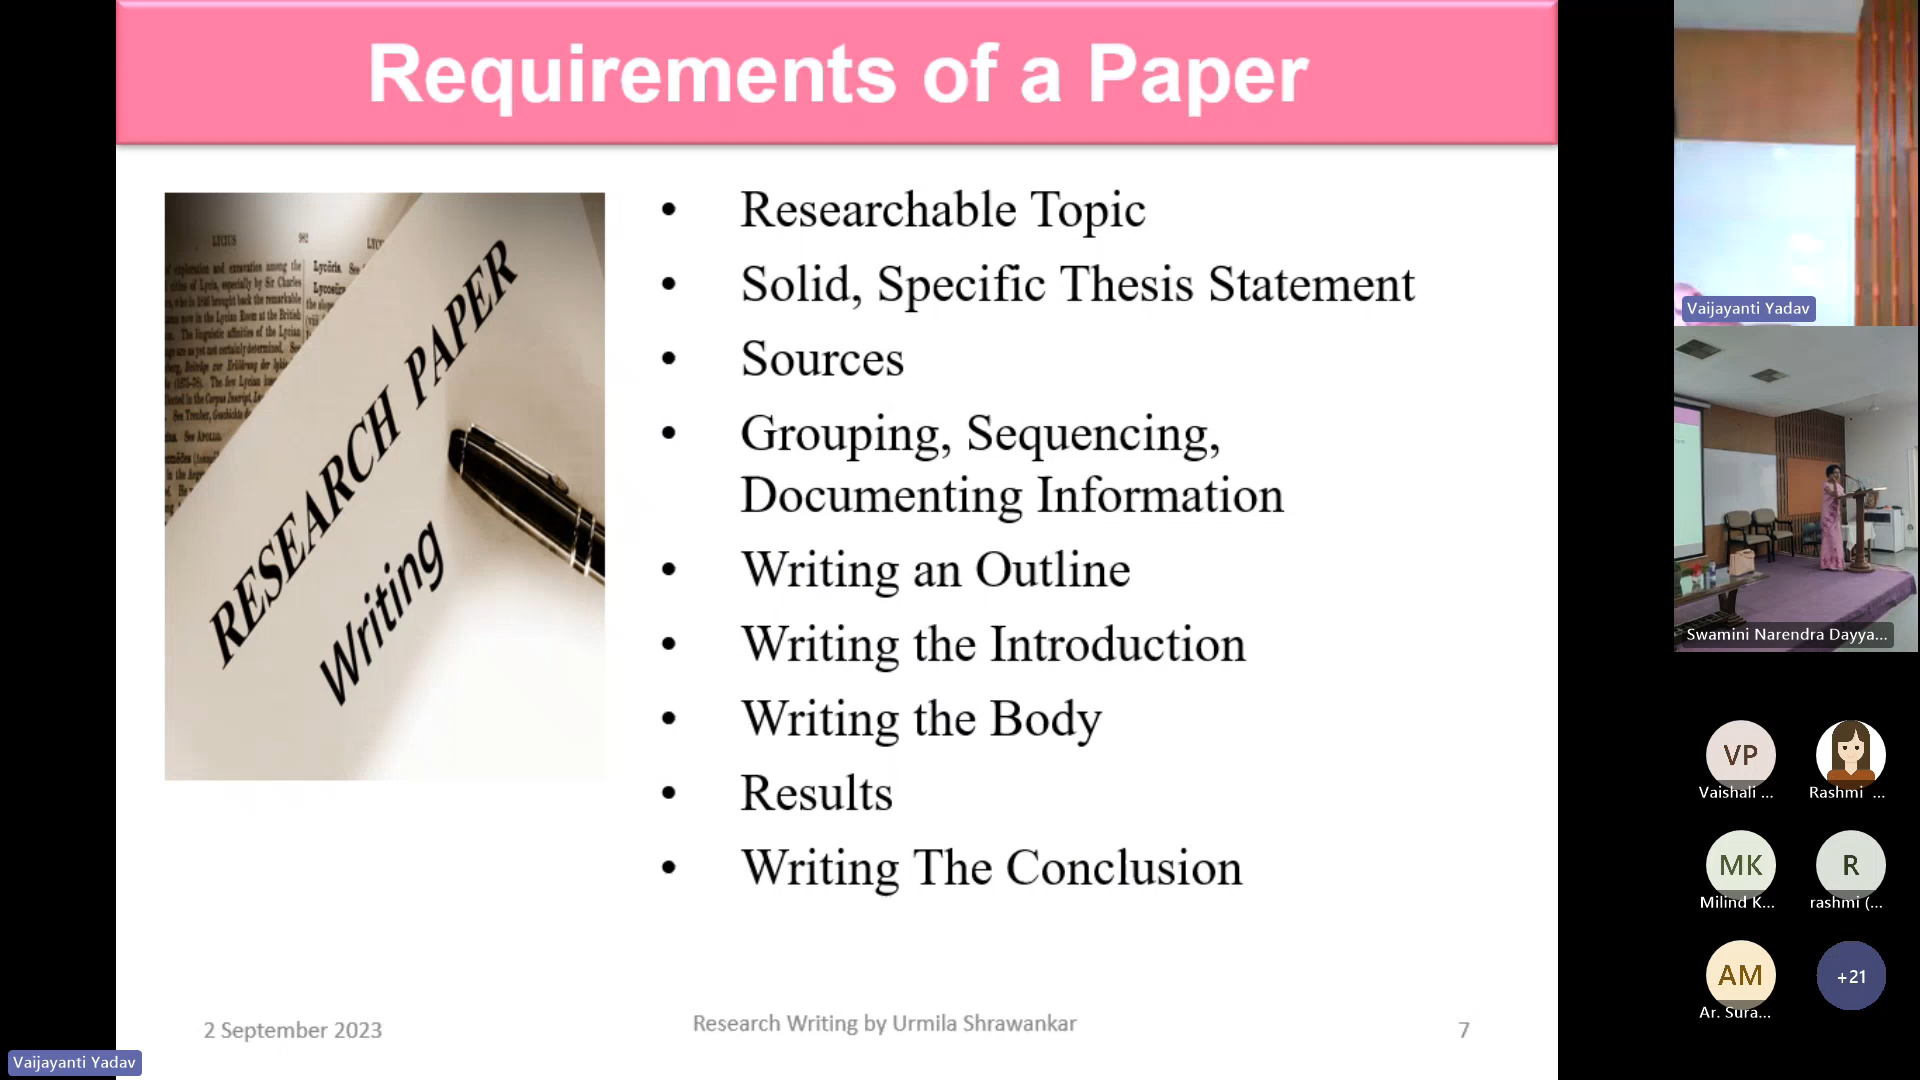 Requirements of a Paper
LYCIUS
982
RESEARCH PAPER
Writing
• Researchable Topic
• Solid, Specific Thesis Statement
• Sources
• Grouping, Sequencing,
Documenting Information
• Writing an Outline
• Writing the Introduction
• Writing the Body
• Results
• Writing The Conclusion
2 September 2023
Research Writing by Urmila Shrawankar
7
Vaijayanti Yadav
Vaijayanti Yadav
Swamini Narendra Dayya...
VP
Vaishali ...
Rashmi ...
MK
Milind K...
R
rashmi (...
AM
Ar. Sura...
+21